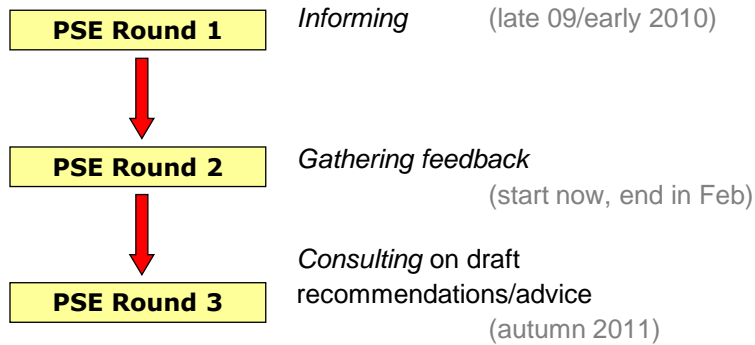 PSE Round 1
Informing (late 09/early 2010)
PSE Round 2
Gathering feedback
(start now, end in Feb)
PSE Round 3
Consulting on draft
recommendations/advice
(autumn 2011)